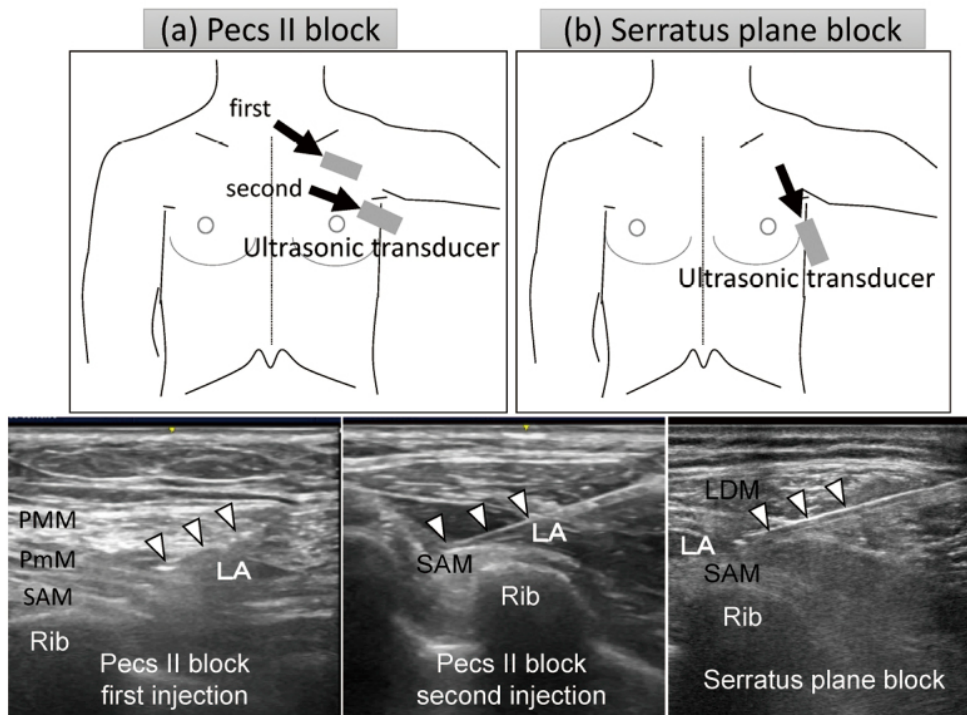 (a) Pecs II block
(b) Serratus plane block
first
second
Ultrasonic transducer
Ultrasonic transducer
PMM
PmM
SAM
Rib
LA
Pecs II block
first injection
SAM
LA
Rib
Pecs II block
second injection
LDM
LA
SAM
Rib
Serratus plane block